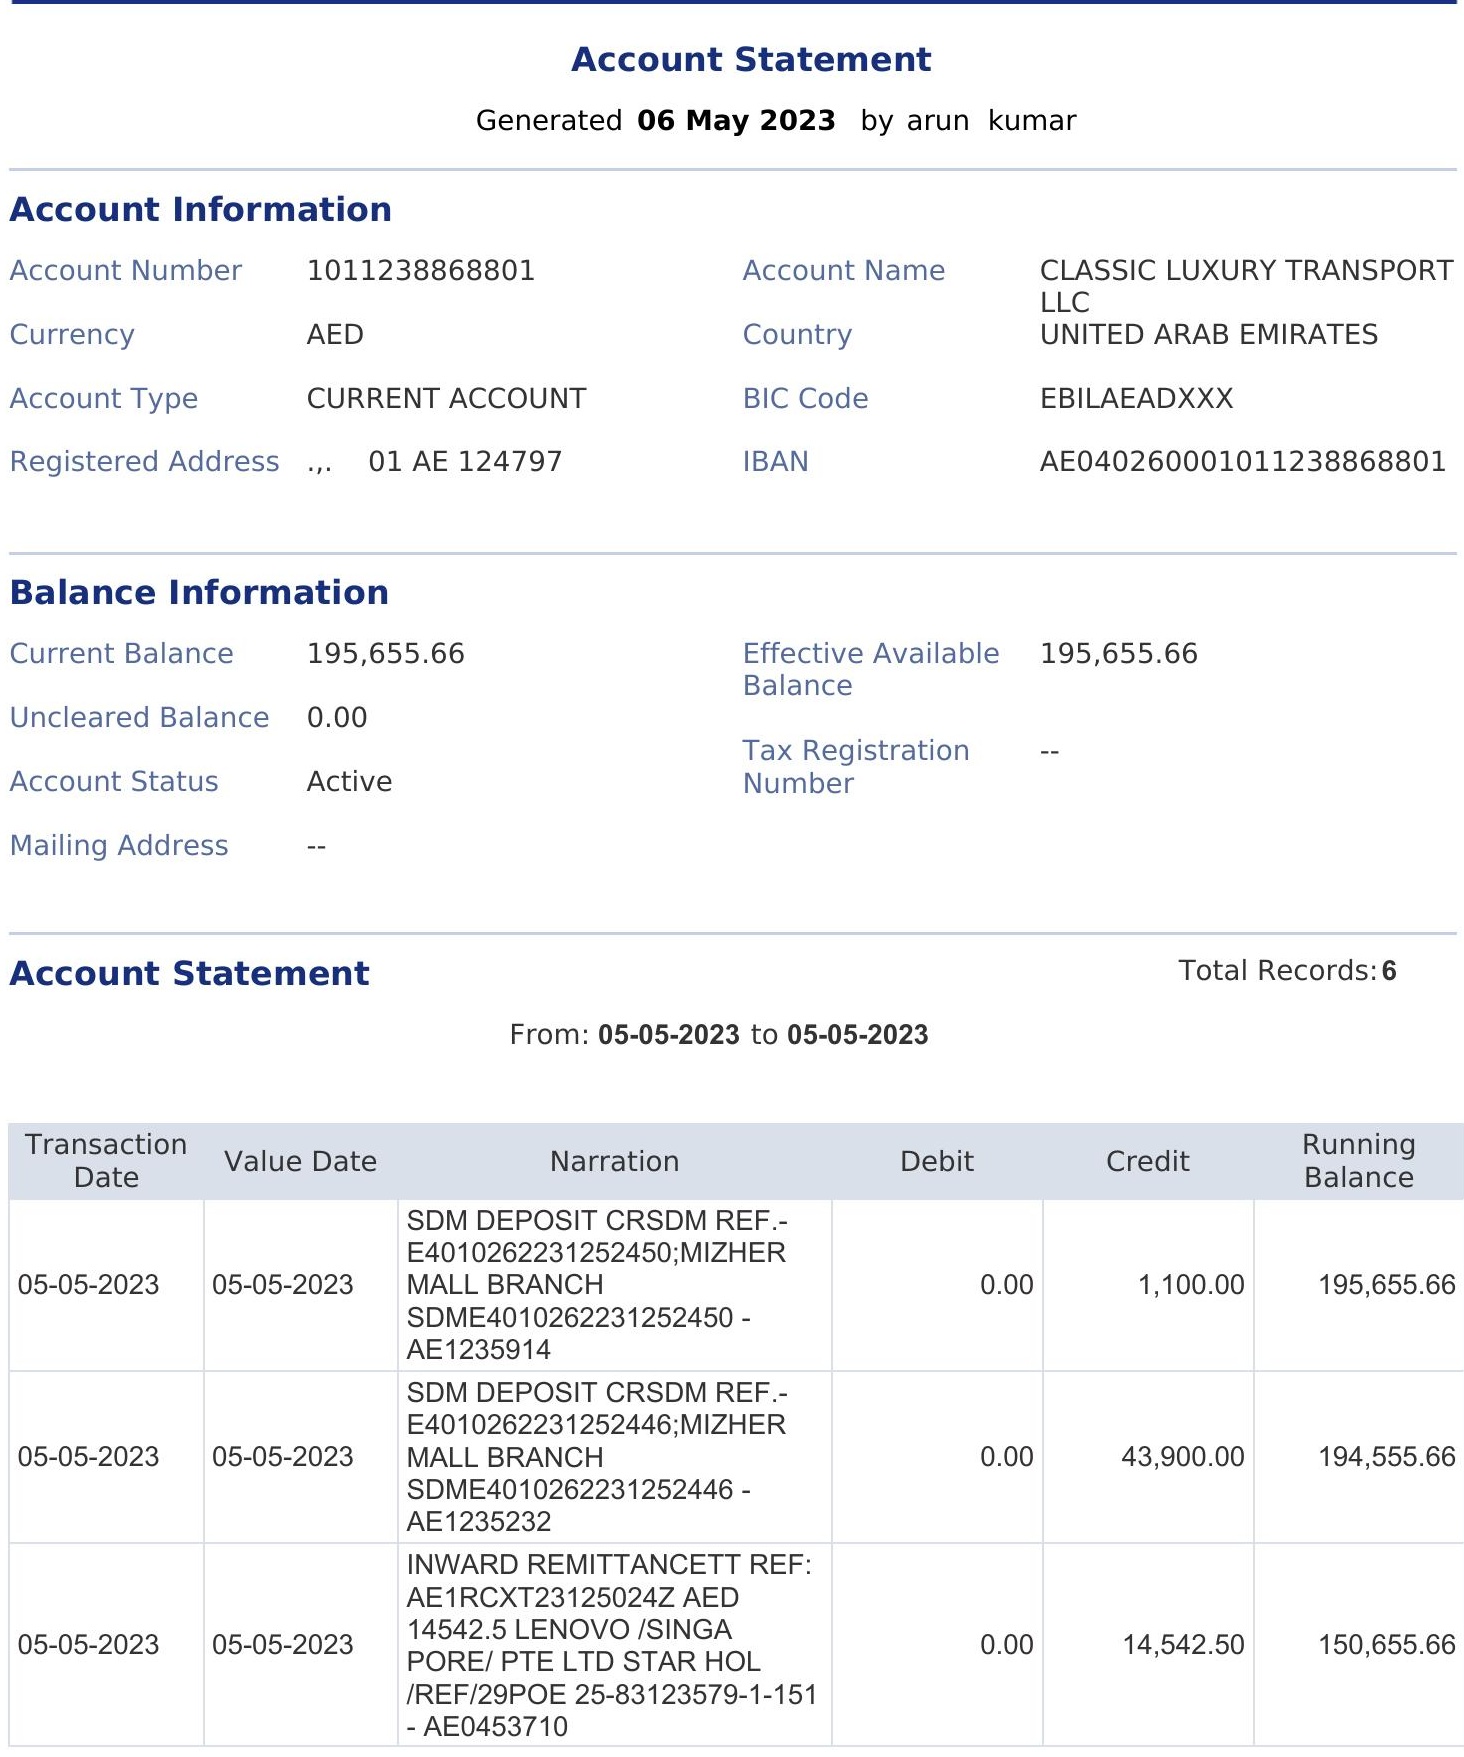 Account Statement
Generated 06 May 2023 by arun kumar
Account Information
Account Number 1011238868801 Account Name CLASSIC LUXURY TRANSPORT
LLC
Currency AED Country UNITED ARAB EMIRATES
Account Type CURRENT ACCOUNT BIC Code EBILAEADXXX
Registered Address .,. 01 AE 124797 IBAN AE040260001011238868801
Balance Information
Current Balance 195,655.66 Effective Available 195,655.66
Balance
Uncleared Balance 0.00
Tax Registration --
Number
Account Status Active
Mailing Address --
Account Statement Total Records: 6
From: 05-05-2023 to 05-05-2023
Transaction
Date Value Date Narration Debit Credit Running
Balance
SDM DEPOSIT CRSDM REF.-
E4010262231252450;MIZHER
05-05-2023 05-05-2023 MALL BRANCH 0.00 1,100.00 195,655.66
SDME4010262231252450 -
AE1235914
SDM DEPOSIT CRSDM REF.-
E4010262231252446;MIZHER
05-05-2023 05-05-2023 MALL BRANCH 0.00 43,900.00 194,555.66
SDME4010262231252446 -
AE1235232
INWARD REMITTANCETT REF:
AE1RCXT23125024Z AED
14542.5 LENOVO /SINGA
05-05-2023 05-05-2023 PORE/ PTE LTD STAR HOL 0.00 14,542.50 150,655.66
/REF/29POE 25-83123579-1-151
- AE0453710